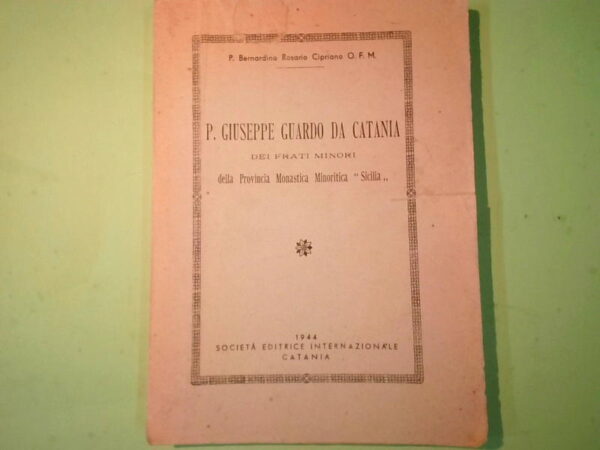 P. Bernardino Rosario Cipriano O. F. M.
P. GIUSEPPE GUARDO DA CATANIA
DEI FRATI MINORI
della Provincia Monastica Minoritica " Sicilia „
1944
SOCIETÀ EDITRICE INTERNAZIONALE
CATANIA